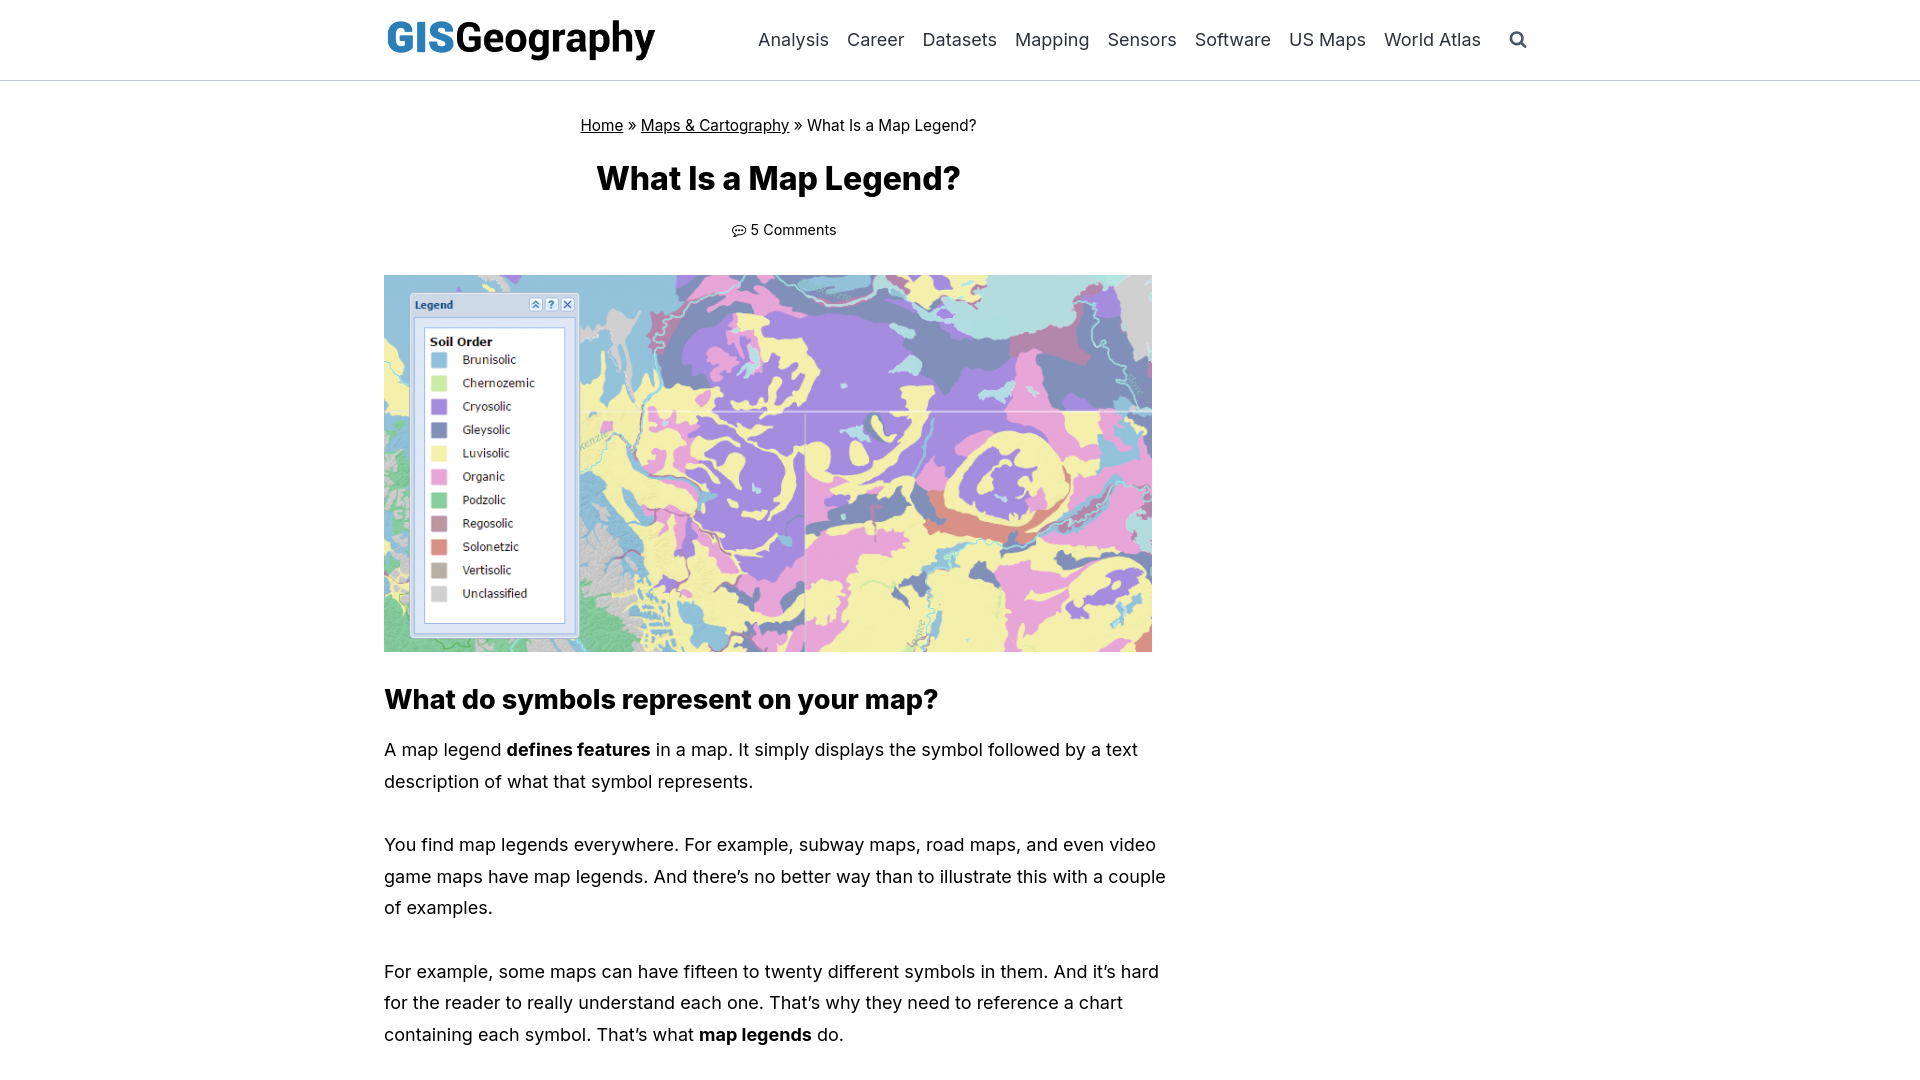 GISGeography
Analysis Career Datasets Mapping Sensors Software US Maps World Atlas
Home » Maps & Cartography » What Is a Map Legend?
What Is a Map Legend?
5 Comments
Legend
Soil Order
Brunisolic
Chernozemic
Cryosolic
Gleysolic
Luvisolic
Organic
Podzolic
Regosolic
Solonetzic
Vertisolic
Unclassified
What do symbols represent on your map?
A map legend defines features in a map. It simply displays the symbol followed by a text
description of what that symbol represents.
You find map legends everywhere. For example, subway maps, road maps, and even video
game maps have map legends. And there’s no better way than to illustrate this with a couple
of examples.
For example, some maps can have fifteen to twenty different symbols in them. And it’s hard
for the reader to really understand each one. That’s why they need to reference a chart
containing each symbol. That’s what map legends do.